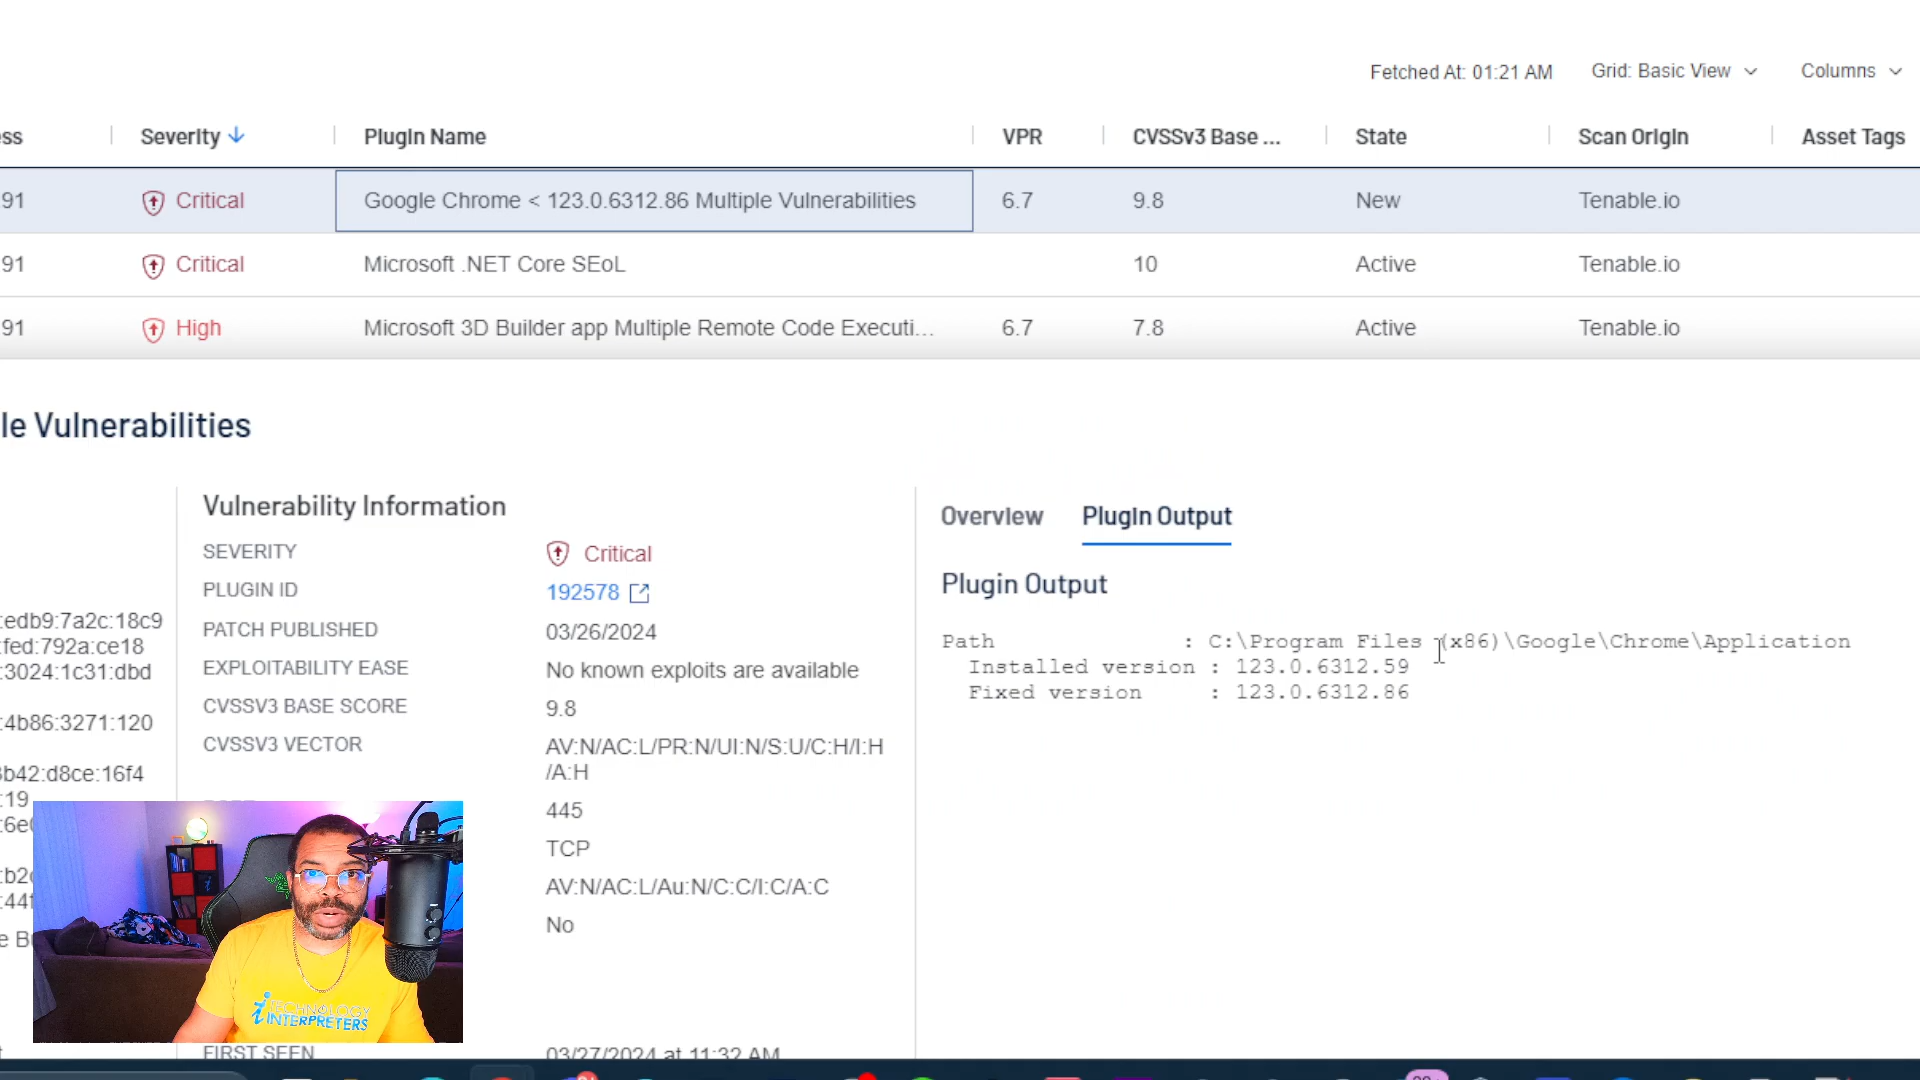 Fetched At: 01:21 AM Grid: Basic View Columns
ess Severity Plugin Name VPR CVSSv3 Base ... State Scan Origin Asset Tags
91 Critical Google Chrome < 123.0.6312.86 Multiple Vulnerabilities 6.7 9.8 New Tenable.io
91 Critical Microsoft .NET Core SEoL 10 Active Tenable.io
91 High Microsoft 3D Builder app Multiple Remote Code Executi... 6.7 7.8 Active Tenable.io
le Vulnerabilities
:edb9:7a2c:18c9
:fed:792a:ce18
:3024:1c31:dbd
:4b86:3271:120
b42:d8ce:16f4
:19
:b2
:44
Vulnerability Information
SEVERITY Critical
PLUGIN ID 192578
PATCH PUBLISHED 03/26/2024
EXPLOITABILITY EASE No known exploits are available
CVSSV3 BASE SCORE 9.8
CVSSV3 VECTOR AV:N/AC:L/PR:N/UI:N/S:U/C:H/I:H
/A:H
445
TCP
AV:N/AC:L/Au:N/C:C/I:C/A:C
No
FIRST SEEN 03/27/2024 at 11:32 AM
Overview Plugin Output
Plugin Output
Path : C:\Program Files (x86)\Google\Chrome\Application
Installed version : 123.0.6312.59
Fixed version : 123.0.6312.86
TECHNOLOGY
INTERPRETERS